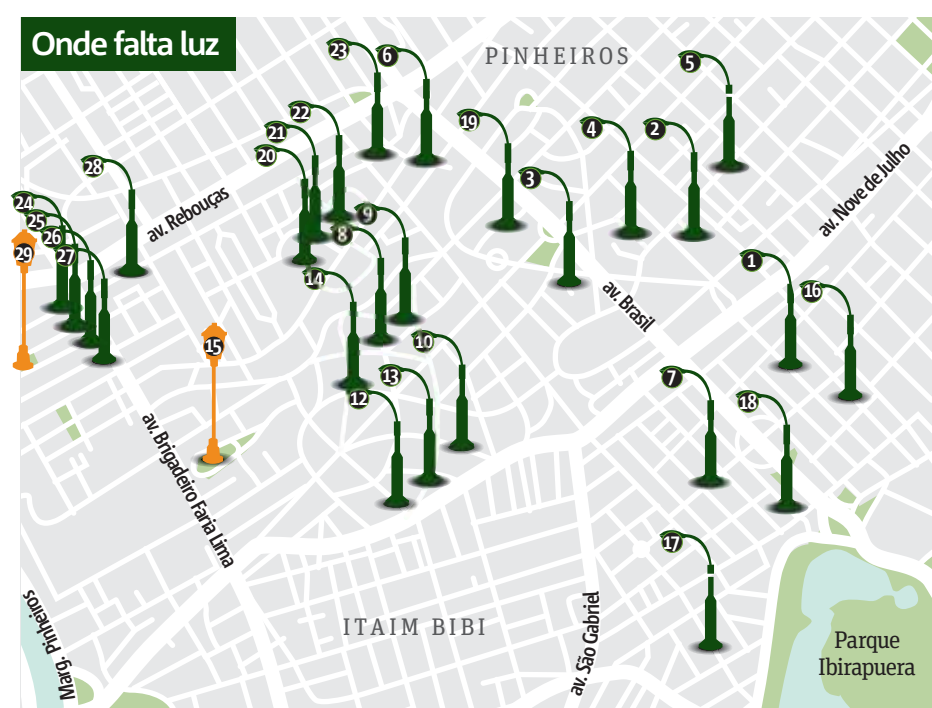 Onde falta luz
PINHEIROS
23
6
5
22
19
4
2
21
20
28
3
av. Rebouças
av. Nove de Julho
24
25
9
26
8
27
29
1
14
16
av. Brasil
15
10
13
7
12
18
av. Brigadeiro Faria Lima
17
Marg. Pinheiros
ITAIM BIBI
av. São Gabriel
Parque
Ibirapuera